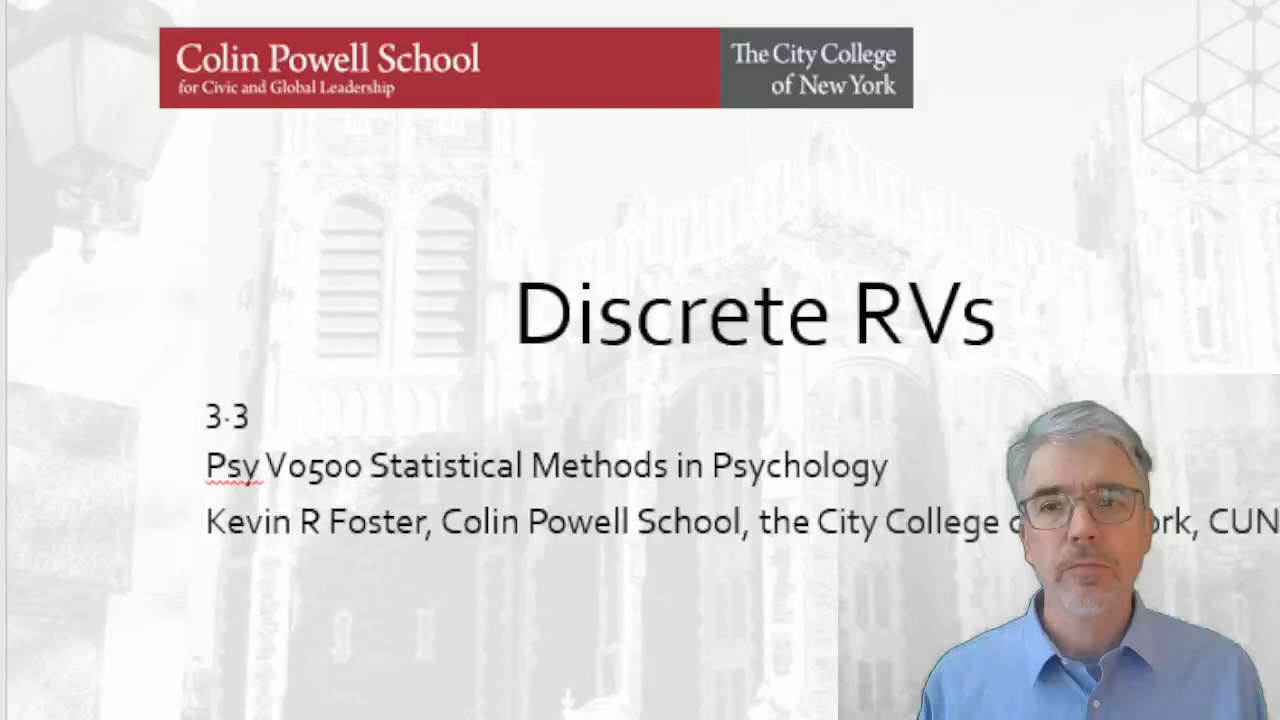 Colin Powell School
for Civic and Global Leadership
The City College
of New York
Discrete RVs
3.3
Psy V0500 Statistical Methods in Psychology
Kevin R Foster, Colin Powell School, the City College